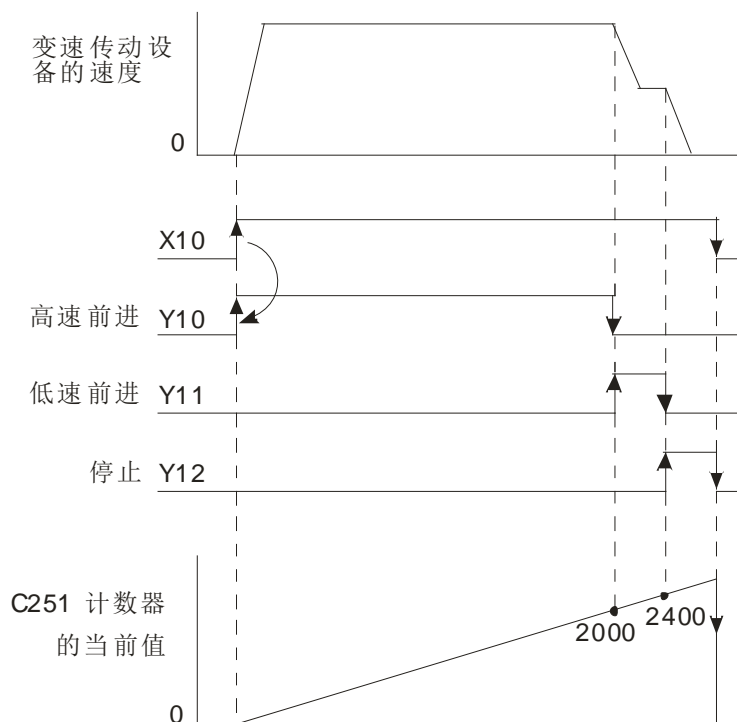 变速传动设
备的速度
0
X10
高速前进 Y10
低速前进 Y11
停止 Y12
C251 计数器
的当前值
2000
2400
0